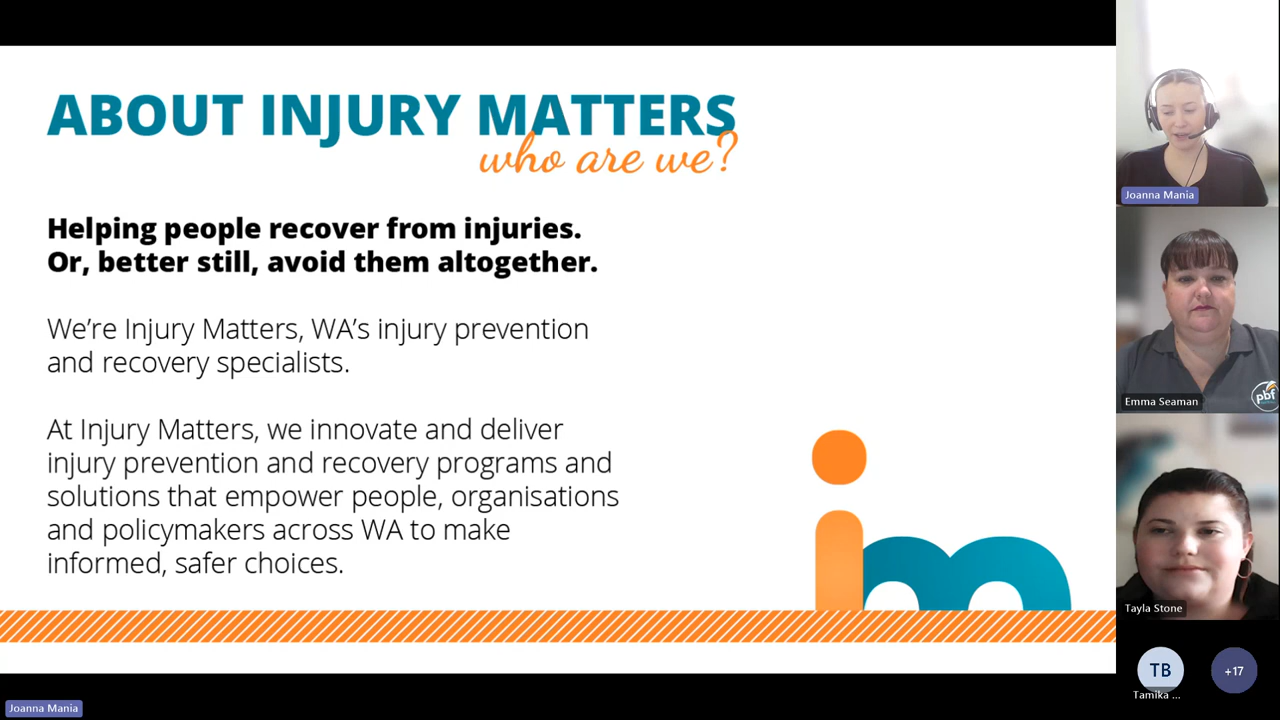 ABOUT INJURY MATTERS
who are we?
Helping people recover from injuries.
Or, better still, avoid them altogether.
We’re Injury Matters, WA’s injury prevention
and recovery specialists.
At Injury Matters, we innovate and deliver
injury prevention and recovery programs and
solutions that empower people, organisations
and policymakers across WA to make
informed, safer choices.
im
Joanna Mania
pbf
Emma Seaman
Tayla Stone
TB
+17
Tamika ...
Joanna Mania